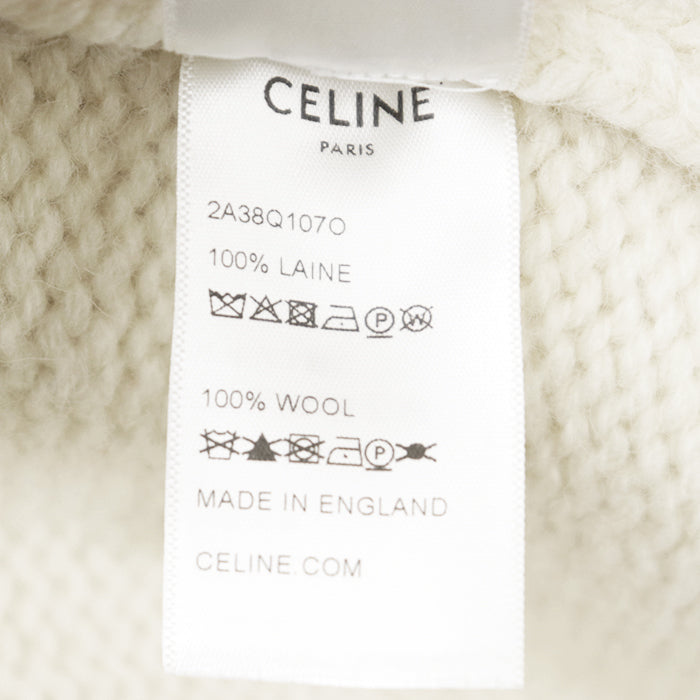 CELINE
PARIS
2A38Q107O
100% LAINE
P W
100% WOOL
P
MADE IN ENGLAND
CELINE.COM